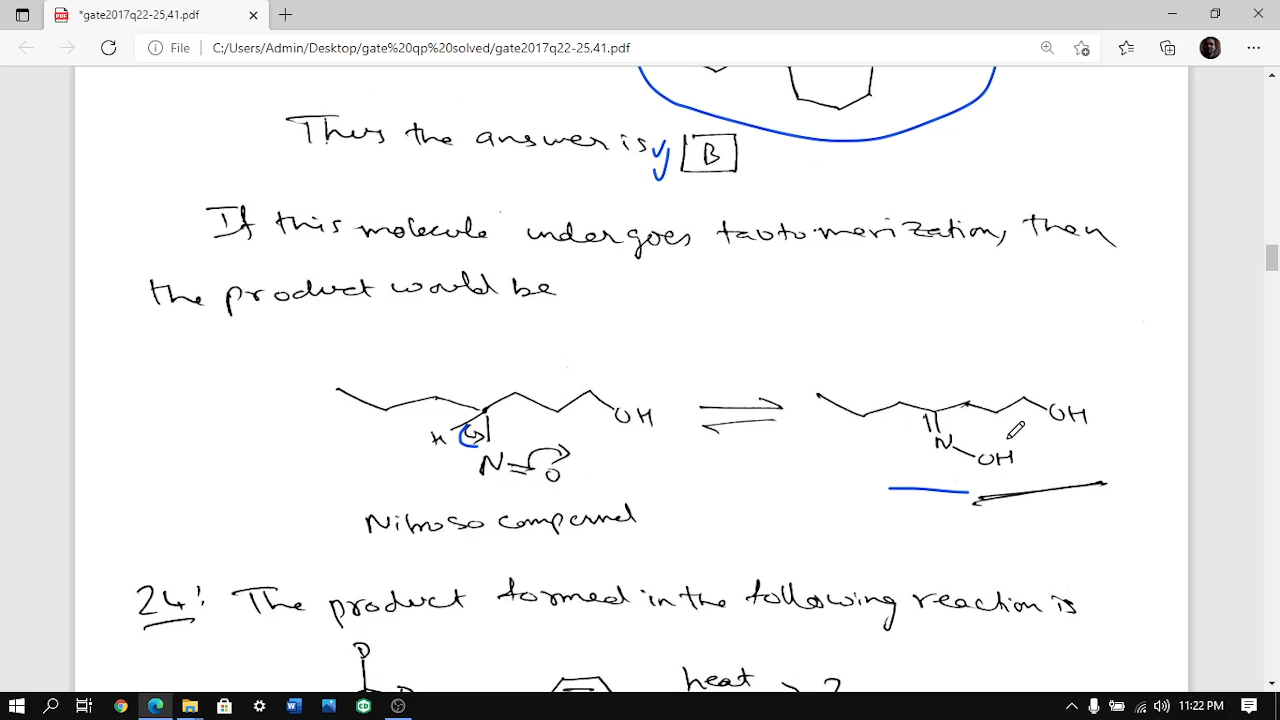 *gate2017q22-25,41.pdf
File C:/Users/Admin/Desktop/gate%20qp%20solved/gate2017q22-25,41.pdf
Thus the answer is B
If this molecule undergoes tautomerization, then
the product would be
OH
H
N=O
OH
N
OH
Nitroso compound
24: The product formed in the following reaction is
D
heat
?
11:22 PM